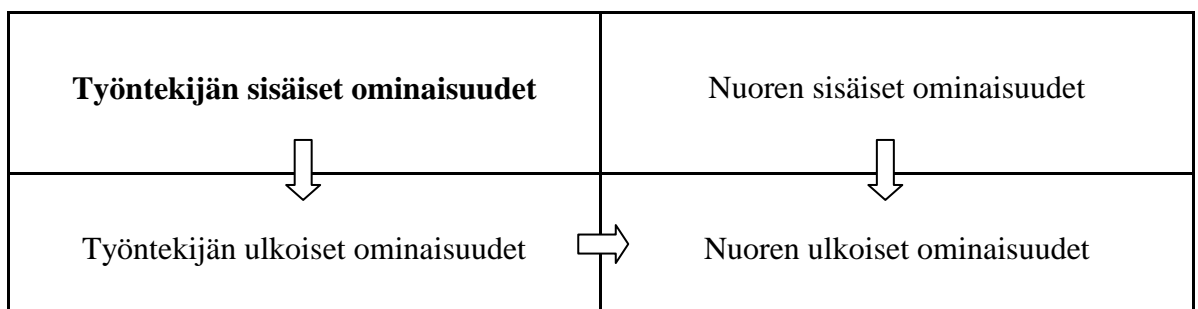 Työntekijän sisäiset ominaisuudet
Nuoren sisäiset ominaisuudet
Työntekijän ulkoiset ominaisuudet
Nuoren ulkoiset ominaisuudet